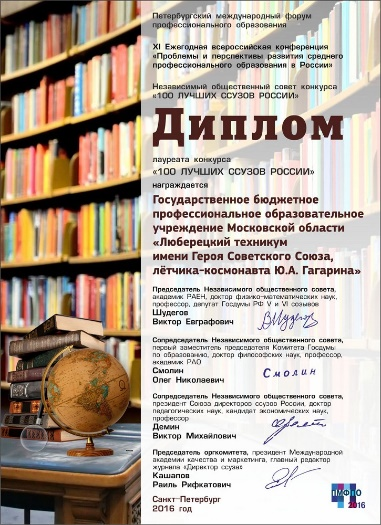 Петербургский международный форум
профессионального образования
XI Ежегодная всероссийская конференция
«Проблемы и перспективы развития среднего
профессионального образования в России»
Независимый общественный совет конкурса
«100 ЛУЧШИХ ССУЗОВ РОССИИ»
Диплом
лауреата конкурса
«100 ЛУЧШИХ ССУЗОВ РОССИИ»
награждается
Государственное бюджетное
профессиональное образовательное
учреждение Московской области
«Люберецкий техникум
имени Героя Советского Союза,
лётчика-космонавта Ю.А. Гагарина»
Председатель Независимого общественного совета,
академик РАЕН, доктор физико-математических наук,
профессор, депутат Госдумы РФ V и VI созывов
Шудегов
Виктор Евграфович
ВШудегов
Сопредседатель Независимого общественного совета,
первый заместитель председателя Комитета Госдумы
по образованию, доктор философских наук, профессор,
академик РАО
Смолин
Олег Николаевич
Смолин
Сопредседатель Независимого общественного совета,
президент Союза директоров ссузов России, доктор
педагогических наук, кандидат экономических наук,
профессор
Демин
Виктор Михайлович
Председатель оргкомитета, президент Международной
академии качества и маркетинга, главный редактор
журнала «Директор ссуза»
Кашапов
Раиль Рифкатович
Санкт-Петербург
2016 год
ПМФПО
2016